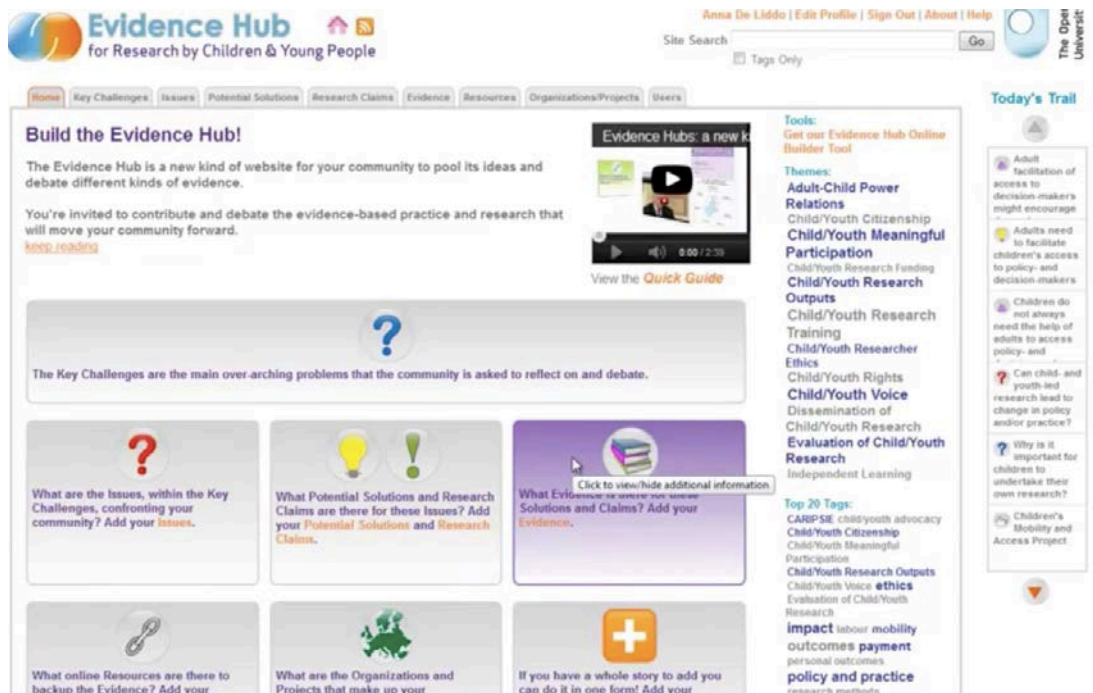 Evidence Hub
for Research by Children & Young People
Anna De Liddo | Edit Profile | Sign Out | About | Help
Site Search
Go
Tags Only
The Open
Universit
Home
Key Challenges
Issues
Potential Solutions
Research Claims
Evidence
Resources
Organizations/Projects
Users
Build the Evidence Hub!
The Evidence Hub is a new kind of website for your community to pool its ideas and
debate different kinds of evidence.
You're invited to contribute and debate the evidence-based practice and research that
will move your community forward.
keep reading
Evidence Hubs: a new k
0:00 / 2:39
View the Quick Guide
?
The Key Challenges are the main over-arching problems that the community is asked to reflect on and debate.
?
What are the Issues, within the Key
Challenges, confronting your
community? Add your Issues.
!
What Potential Solutions and Research
Claims are there for these Issues? Add
your Potential Solutions and Research
Claims.
Click to view/hide additional information
What Evidence is there for these
Solutions and Claims? Add your
Evidence.
What online Resources are there to
backup the Evidence? Add your
What are the Organizations and
Projects that make up your
If you have a whole story to add you
can do it in one form! Add your
Tools:
Get our Evidence Hub Online
Builder Tool
Themes:
Adult-Child Power
Relations
Child/Youth Citizenship
Child/Youth Meaningful
Participation
Child/Youth Research Funding
Child/Youth Research
Outputs
Child/Youth Research
Training
Child/Youth Researcher
Ethics
Child/Youth Rights
Child/Youth Voice
Dissemination of
Child/Youth Research
Evaluation of Child/Youth
Research
Independent Learning
Top 20 Tags:
CARIPSIE child/youth advocacy
Child/Youth Citizenship
Child/Youth Meaningful
Participation
Child/Youth Research Outputs
Child/Youth Voice ethics
Evaluation of Child/Youth
Research
impact labour mobility
outcomes payment
personal outcomes
policy and practice
research methods
Today's Trail
Adult
facilitation of
access to
decision-makers
might encourage
Adults need
to facilitate
children's access
to policy- and
decision-makers
Children do
not always
need the help of
adults to access
policy- and
? Can child- and
youth-led
research lead to
change in policy
and/or practice?
? Why is it
important for
children to
undertake their
own research?
Children's
Mobility and
Access Project